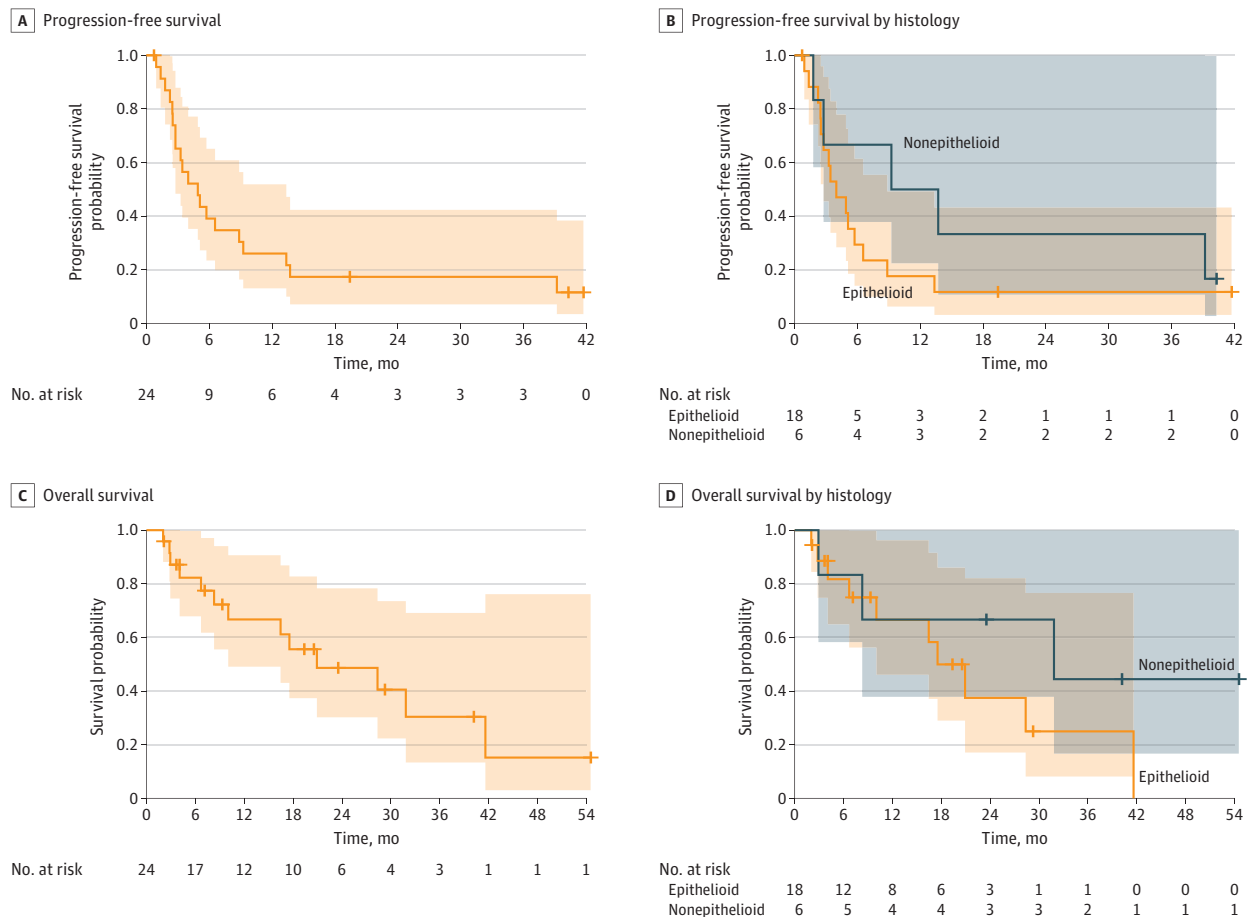 A Progression-free survival
Progression-free survival
probability
1.0
0.8
0.6
0.4
0.2
0
0 6 12 18 24 30 36 42
Time, mo
No. at risk 24 9 6 4 3 3 3 0
B Progression-free survival by histology
Progression-free survival
probability
1.0
0.8
0.6
0.4
0.2
0
Nonepithelioid
Epithelioid
0 6 12 18 24 30 36 42
Time, mo
No. at risk
Epithelioid 18 5 3 2 1 1 1 0
Nonepithelioid 6 4 3 2 2 2 2 0
C Overall survival
Survival probability
1.0
0.8
0.6
0.4
0.2
0
0 6 12 18 24 30 36 42 48 54
Time, mo
No. at risk 24 17 12 10 6 4 3 1 1 1
D Overall survival by histology
Survival probability
1.0
0.8
0.6
0.4
0.2
0
Nonepithelioid
Epithelioid
0 6 12 18 24 30 36 42 48 54
Time, mo
No. at risk
Epithelioid 18 12 8 6 3 1 1 0 0 0
Nonepithelioid 6 5 4 4 3 3 2 1 1 1